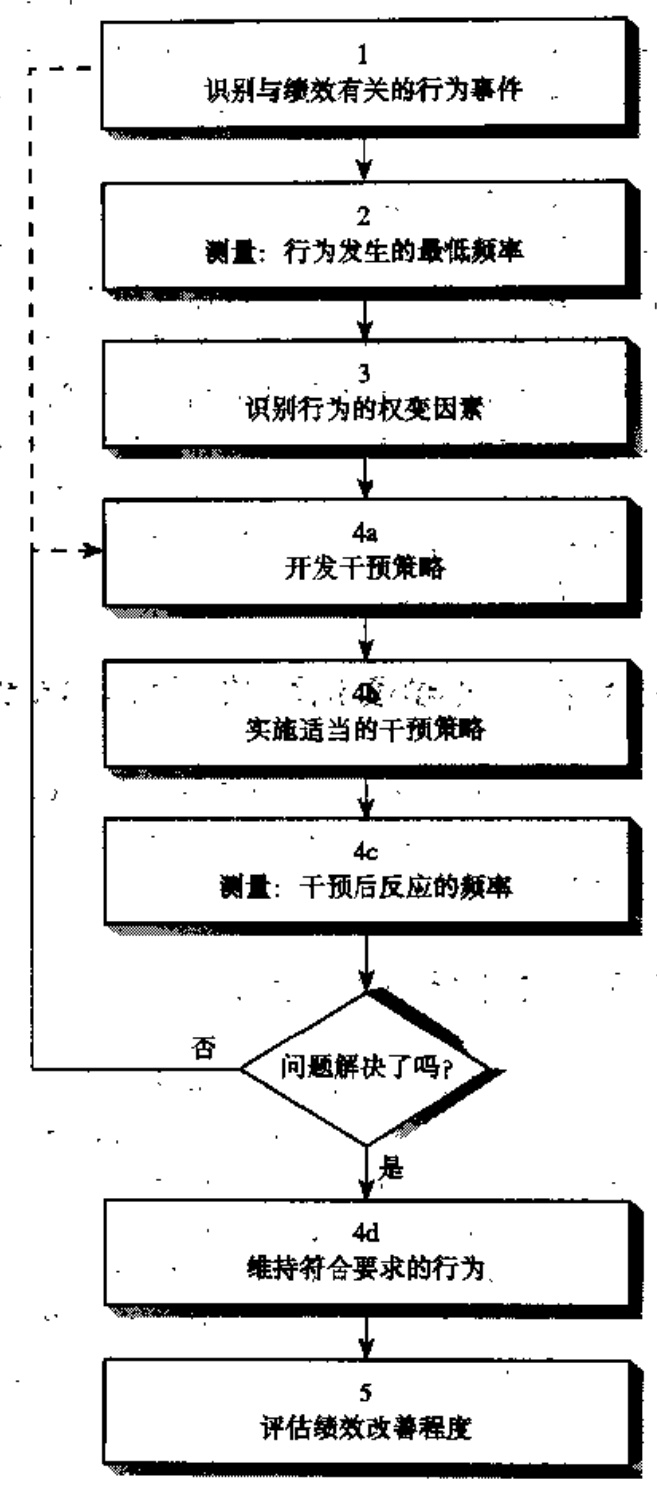 1
识别与绩效有关的行为事件
2
测量：行为发生的最低频率
3
识别行为的权变因素
4a
开发干预策略
4b
实施适当的干预策略
4c
测量：干预后反应的频率
否
问题解决了吗?
是
4d
维持符合要求的行为
5
评估绩效改善程度